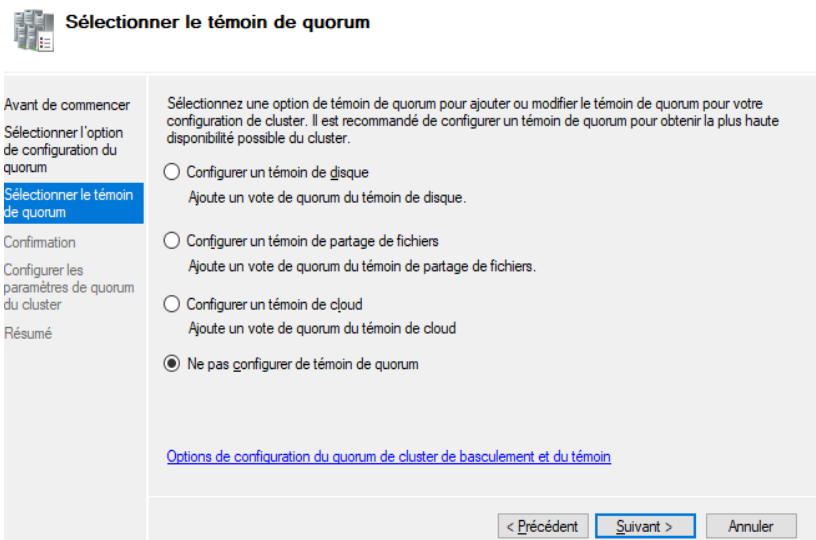 Sélectionner le témoin de quorum
Avant de commencer
Sélectionner l'option
de configuration du
quorum
Sélectionner le témoin
de quorum
Confirmation
Configurer les
paramètres de quorum
du cluster
Résumé
Sélectionnez une option de témoin de quorum pour ajouter ou modifier le témoin de quorum pour votre
configuration de cluster. Il est recommandé de configurer un témoin de quorum pour obtenir la plus haute
disponibilité possible du cluster.
Configurer un témoin de disque
Ajoute un vote de quorum du témoin de disque.
Configurer un témoin de partage de fichiers
Ajoute un vote de quorum du témoin de partage de fichiers.
Configurer un témoin de cloud
Ajoute un vote de quorum du témoin de cloud
Ne pas configurer de témoin de quorum
Options de configuration du quorum de cluster de basculement et du témoin
< Précédent
Suivant >
Annuler